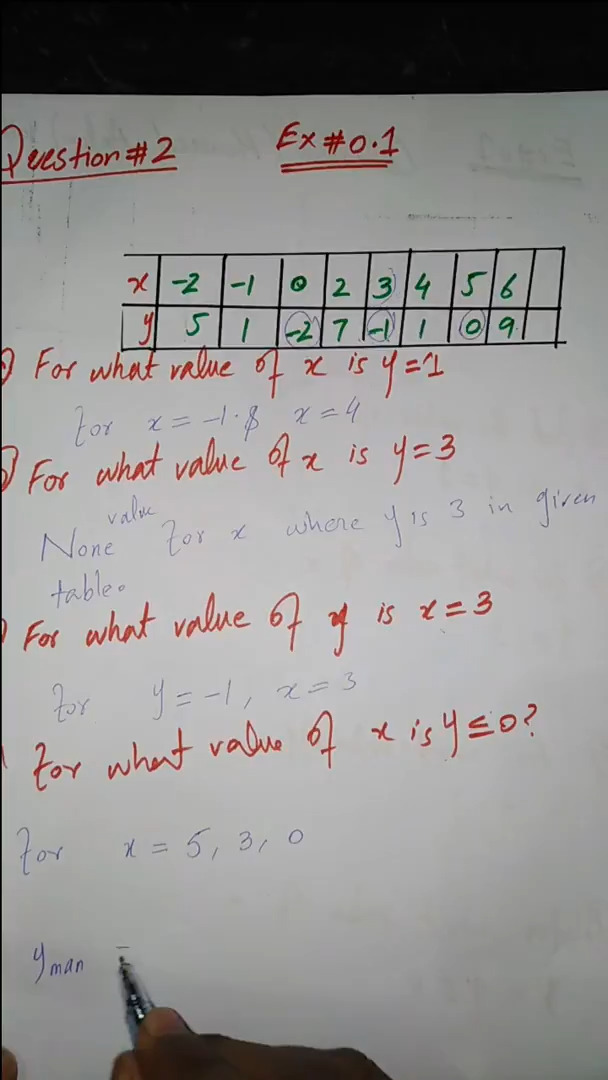 Question #2 Ex #0.1
x -2 -1 0 2 3 4 5 6
y 5 1 -2 7 -1 1 0 9
For what value of x is y=1
For x = -1 . & x = 4
For what value of x is y=3
None value for x where y is 3 in given
table.
For what value of y is x=3
For y = -1, x = 3
For what value of x is y≤0?
For x = 5, 3, 0
y man =